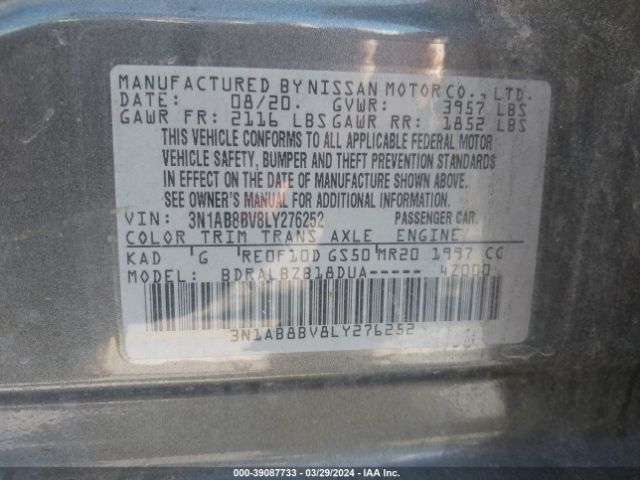 MANUFACTURED BY NISSAN MOTOR CO., LTD.
DATE: 08/20. GVWR: 3957 LBS
GAWR FR: 2116 LBS GAWR RR: 1852 LBS
THIS VEHICLE CONFORMS TO ALL APPLICABLE FEDERAL MOTOR
VEHICLE SAFETY, BUMPER AND THEFT PREVENTION STANDARDS
IN EFFECT ON THE DATE OF MANUFACTURE SHOWN ABOVE.
SEE OWNER'S MANUAL FOR ADDITIONAL INFORMATION.
VIN: 3N1AB8BV8LY276252 PASSENGER CAR.
COLOR TRIM TRANS AXLE ENGINE
KAD G RE0F10D GS50 MR20 1997 CC
MODEL: BDRALBZB18DUA----- 4Z000
3N1AB8BV8LY276252
000-39087733 - 03/29/2024 - IAA Inc.